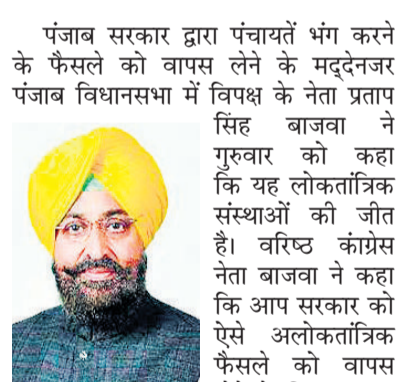 पंजाब सरकार द्वारा पंचायतें भंग करने
के फैसले को वापस लेने के मद्देनजर
पंजाब विधानसभा में विपक्ष के नेता प्रताप
सिंह बाजवा ने
गुरुवार को कहा
कि यह लोकतांत्रिक
संस्थाओं की जीत
है। वरिष्ठ कांग्रेस
नेता बाजवा ने कहा
कि आप सरकार को
ऐसे अलोकतांत्रिक
फैसले को वापस